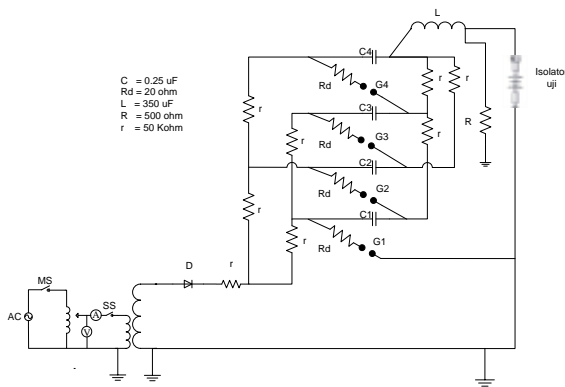 L
C4
Rd
G4
r
r
r
Isolato
uji
C = 0.25 uF
Rd = 20 ohm
L = 350 uF
R = 500 ohm
r = 50 Kohm
C3
r
Rd
G3
r
R
C2
r
Rd
G2
C1
r
Rd
G1
D
r
MS
AC
A
SS
V